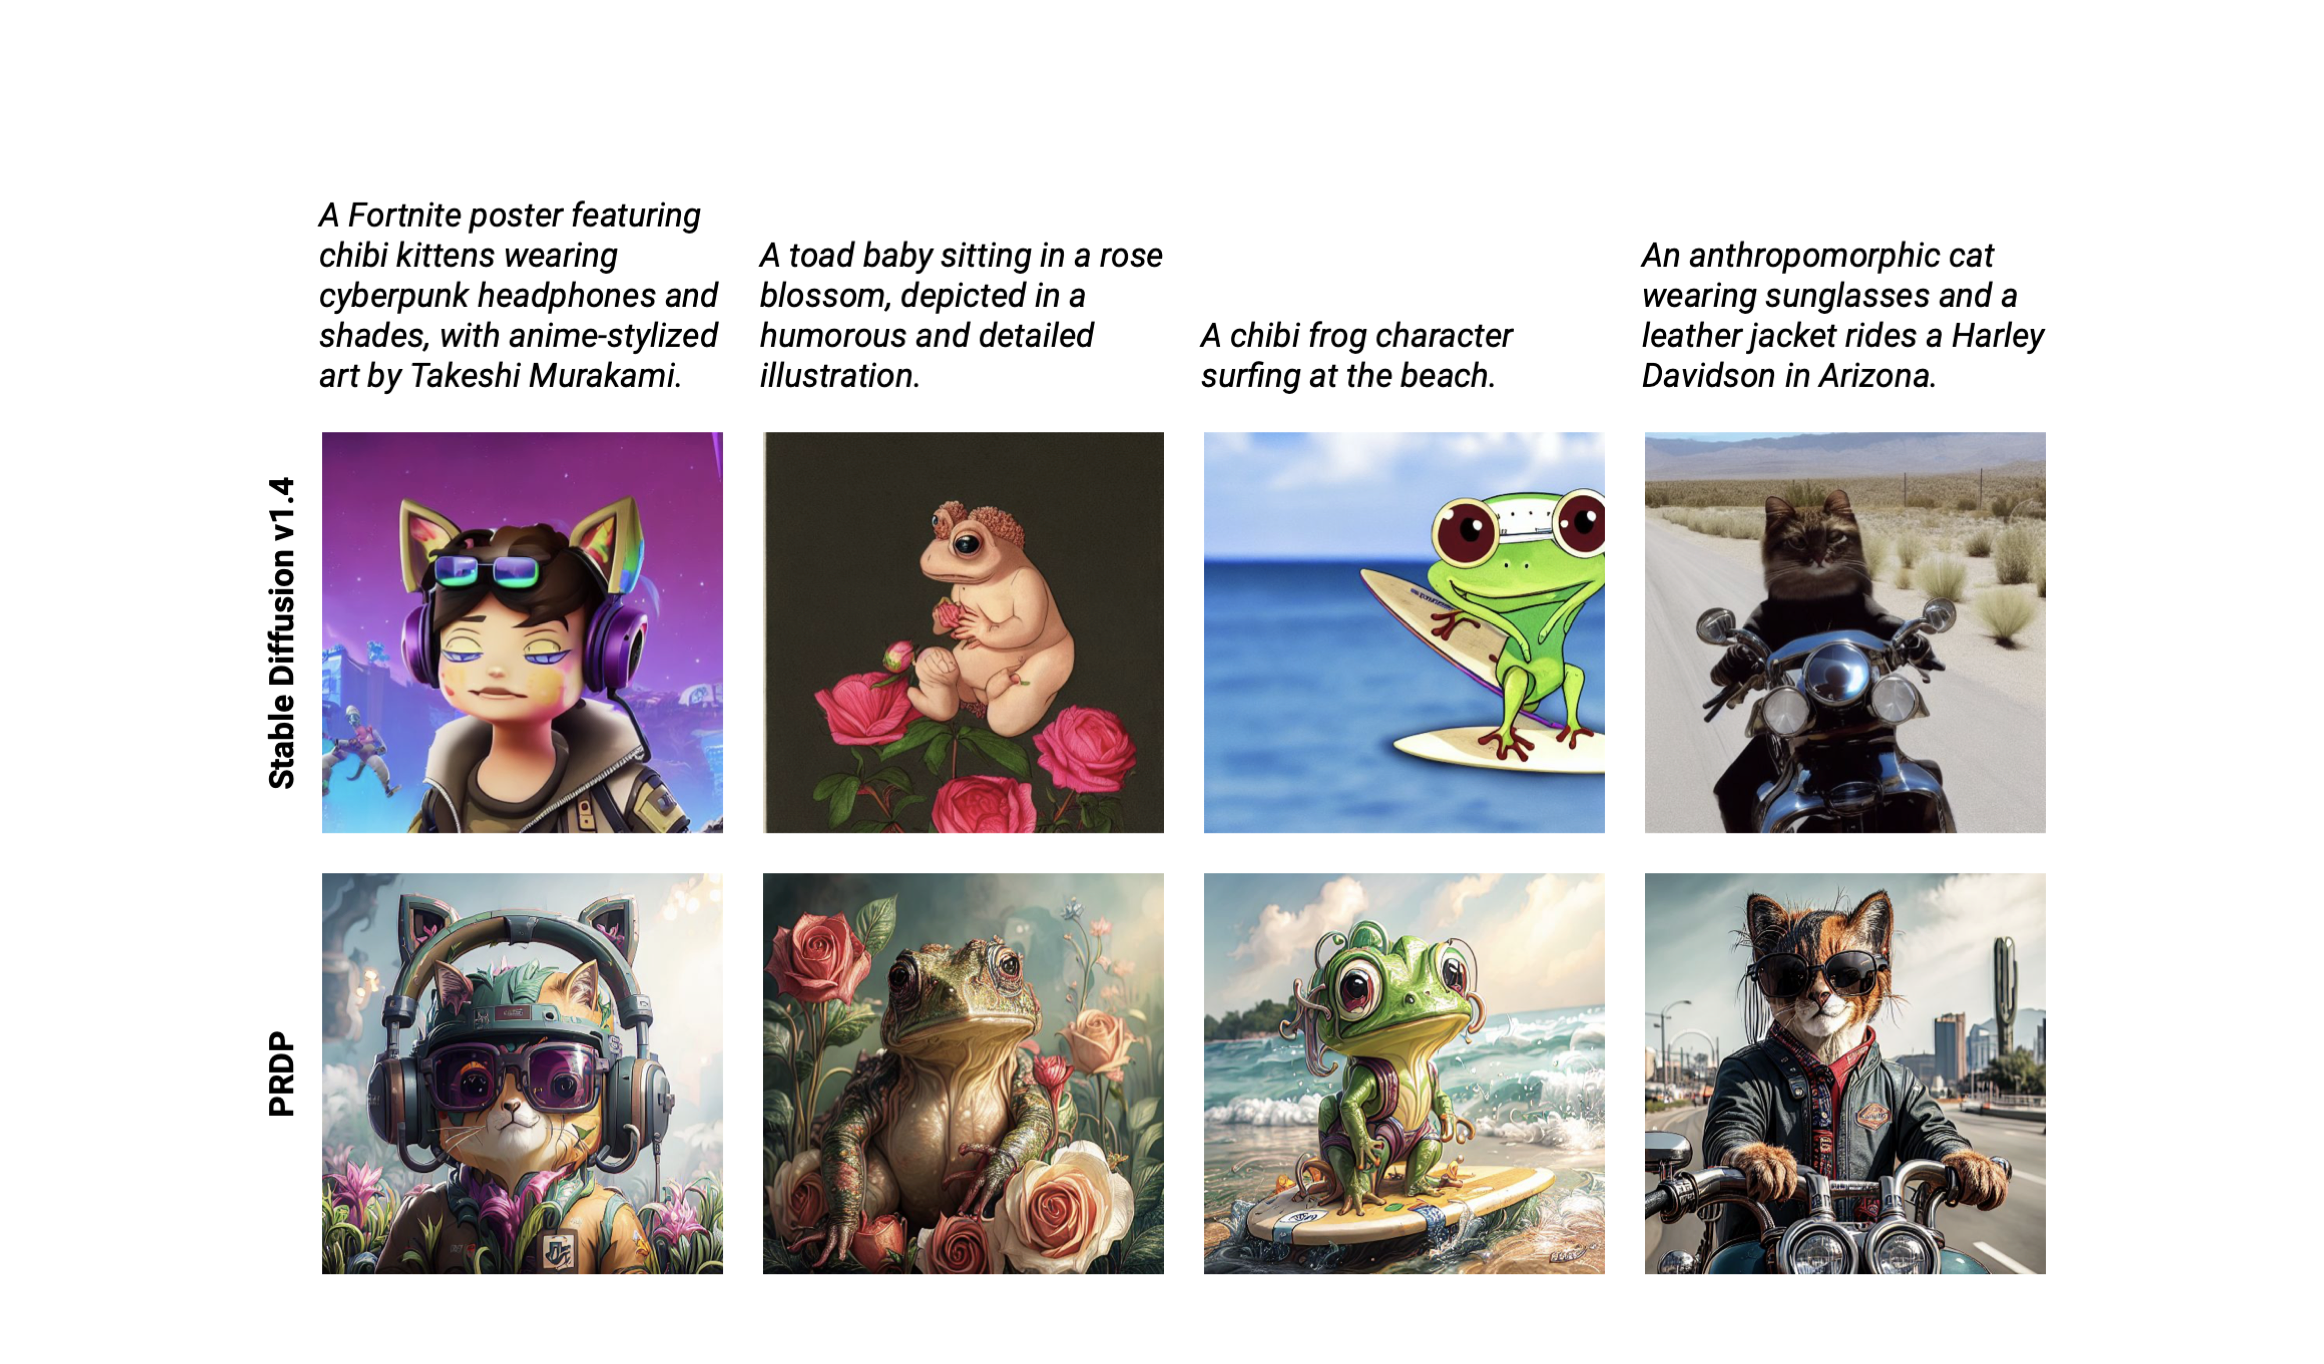 A Fortnite poster featuring
chibi kittens wearing
cyberpunk headphones and
shades, with anime-stylized
art by Takeshi Murakami.
A toad baby sitting in a rose
blossom, depicted in a
humorous and detailed
illustration.
A chibi frog character
surfing at the beach.
An anthropomorphic cat
wearing sunglasses and a
leather jacket rides a Harley
Davidson in Arizona.
Stable Diffusion v1.4
PRDP